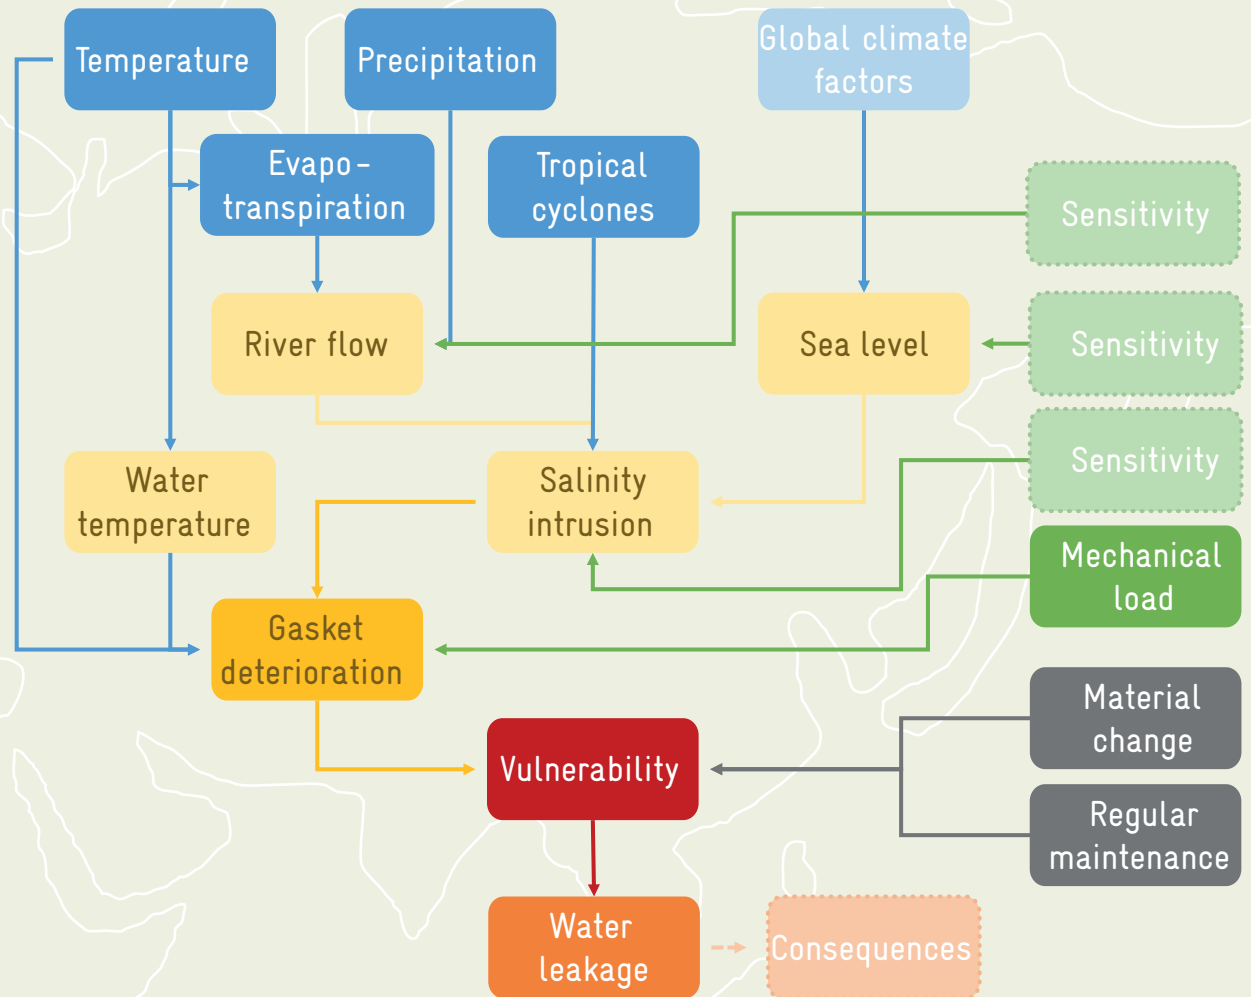 Temperature
Precipitation
Global climate
factors
Evapo-
transpiration
Tropical
cyclones
Sensitivity
River flow
Sea level
Sensitivity
Sensitivity
Water
temperature
Salinity
intrusion
Mechanical
load
Gasket
deterioration
Material
change
Vulnerability
Regular
maintenance
Water
leakage
Consequences